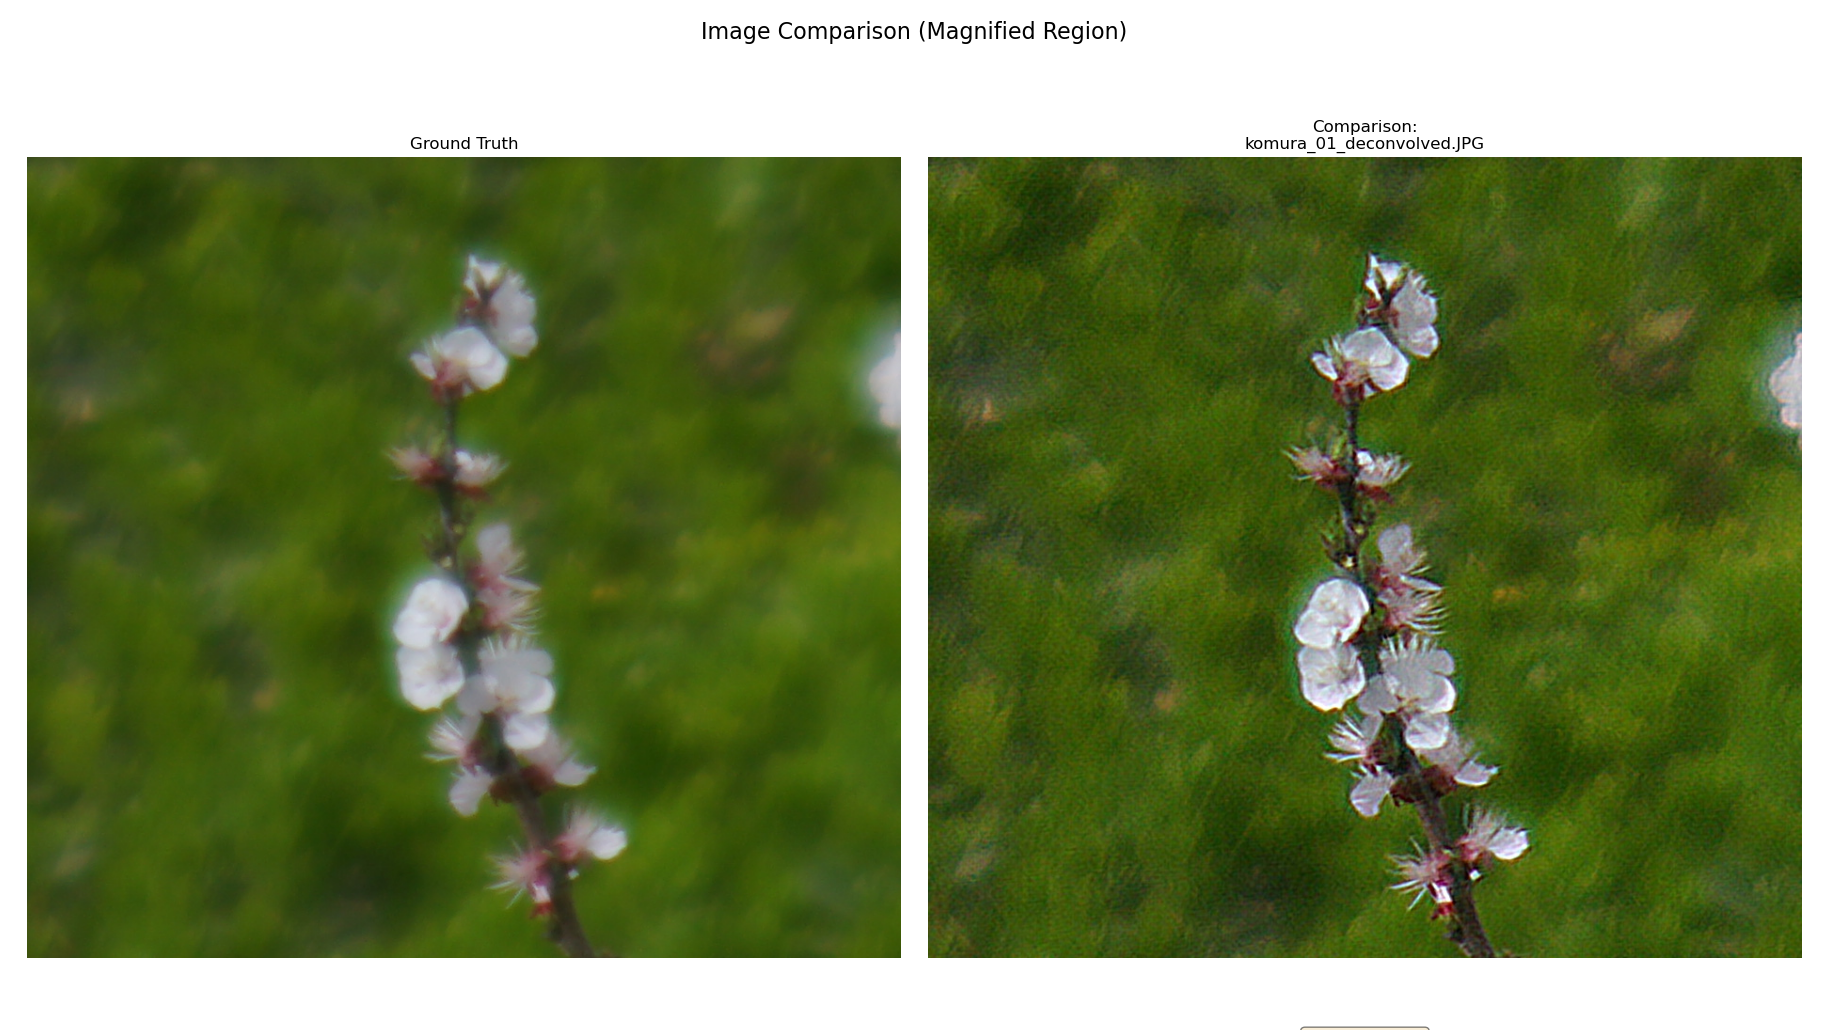 Image Comparison (Magnified Region)
Ground Truth
Comparison:
komura_01_deconvolved.JPG